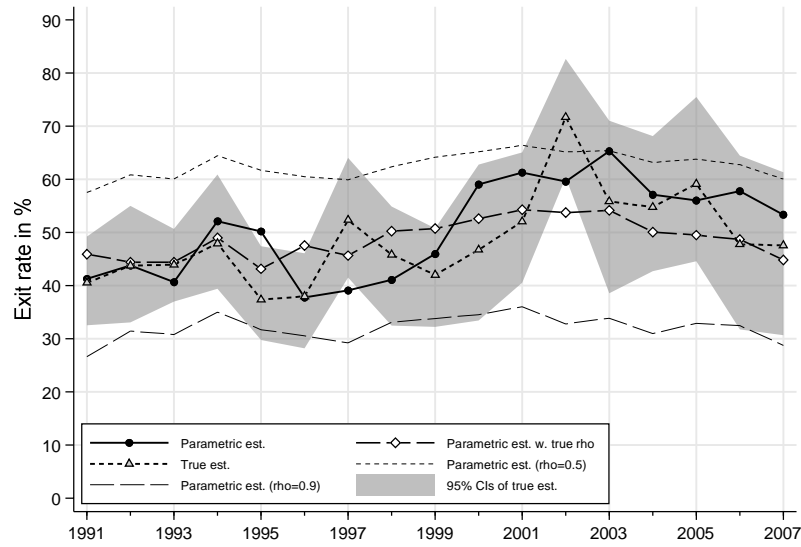 Exit rate in %
90
80
70
60
50
40
30
20
10
0
Parametric est.
Parametric est. w. true rho
True est.
Parametric est. (rho=0.5)
Parametric est. (rho=0.9)
95% CIs of true est.
1991 1993 1995 1997 1999 2001 2003 2005 2007